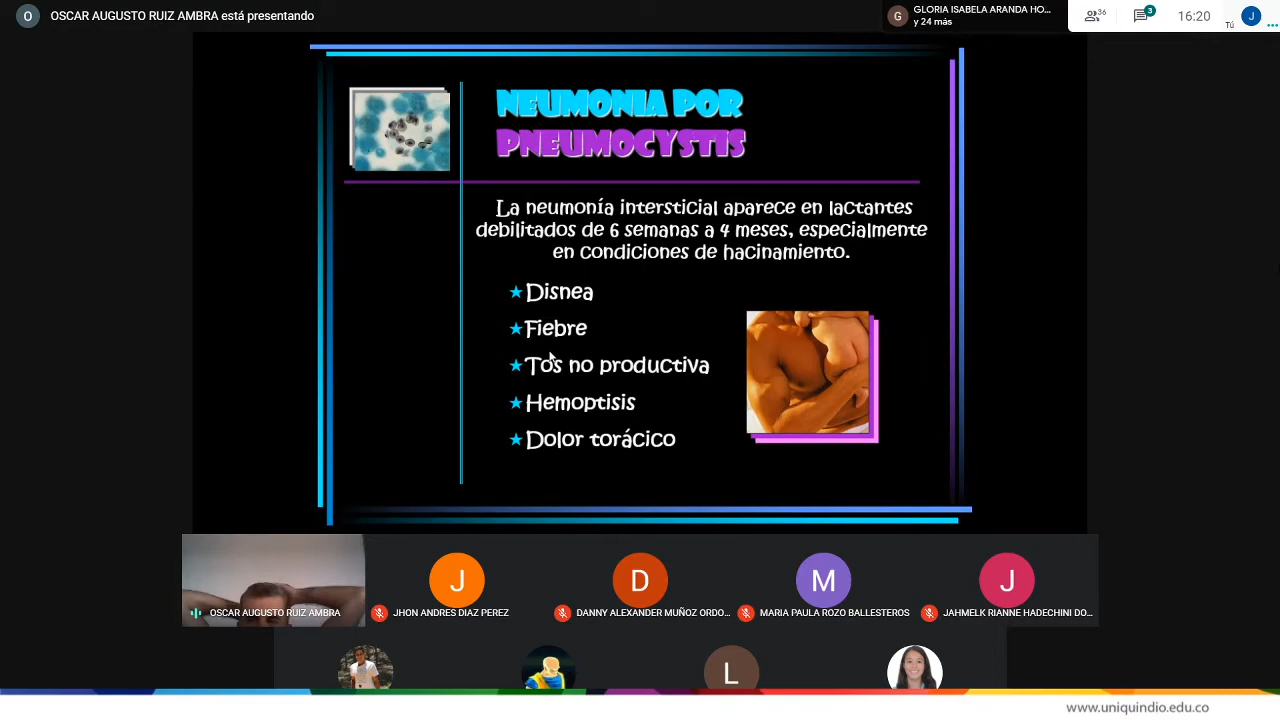 O
OSCAR AUGUSTO RUIZ AMBRA está presentando
G
GLORIA ISABELA ARANDA HO...
y 24 más
36
3
16:20
Tú
J
NEUMONIA POR
PNEUMOCYSTIS
La neumonía intersticial aparece en lactantes
debilitados de 6 semanas a 4 meses, especialmente
en condiciones de hacinamiento.
Disnea
Fiebre
Tos no productiva
Hemoptisis
Dolor torácico
J
D
M
J
OSCAR AUGUSTO RUIZ AMBRA
JHON ANDRES DIAZ PEREZ
DANNY ALEXANDER MUÑOZ ORDO...
MARIA PAULA ROZO BALLESTEROS
JAHMELK RIANNE HADECHINI DO...
L
www.uniquindio.edu.co